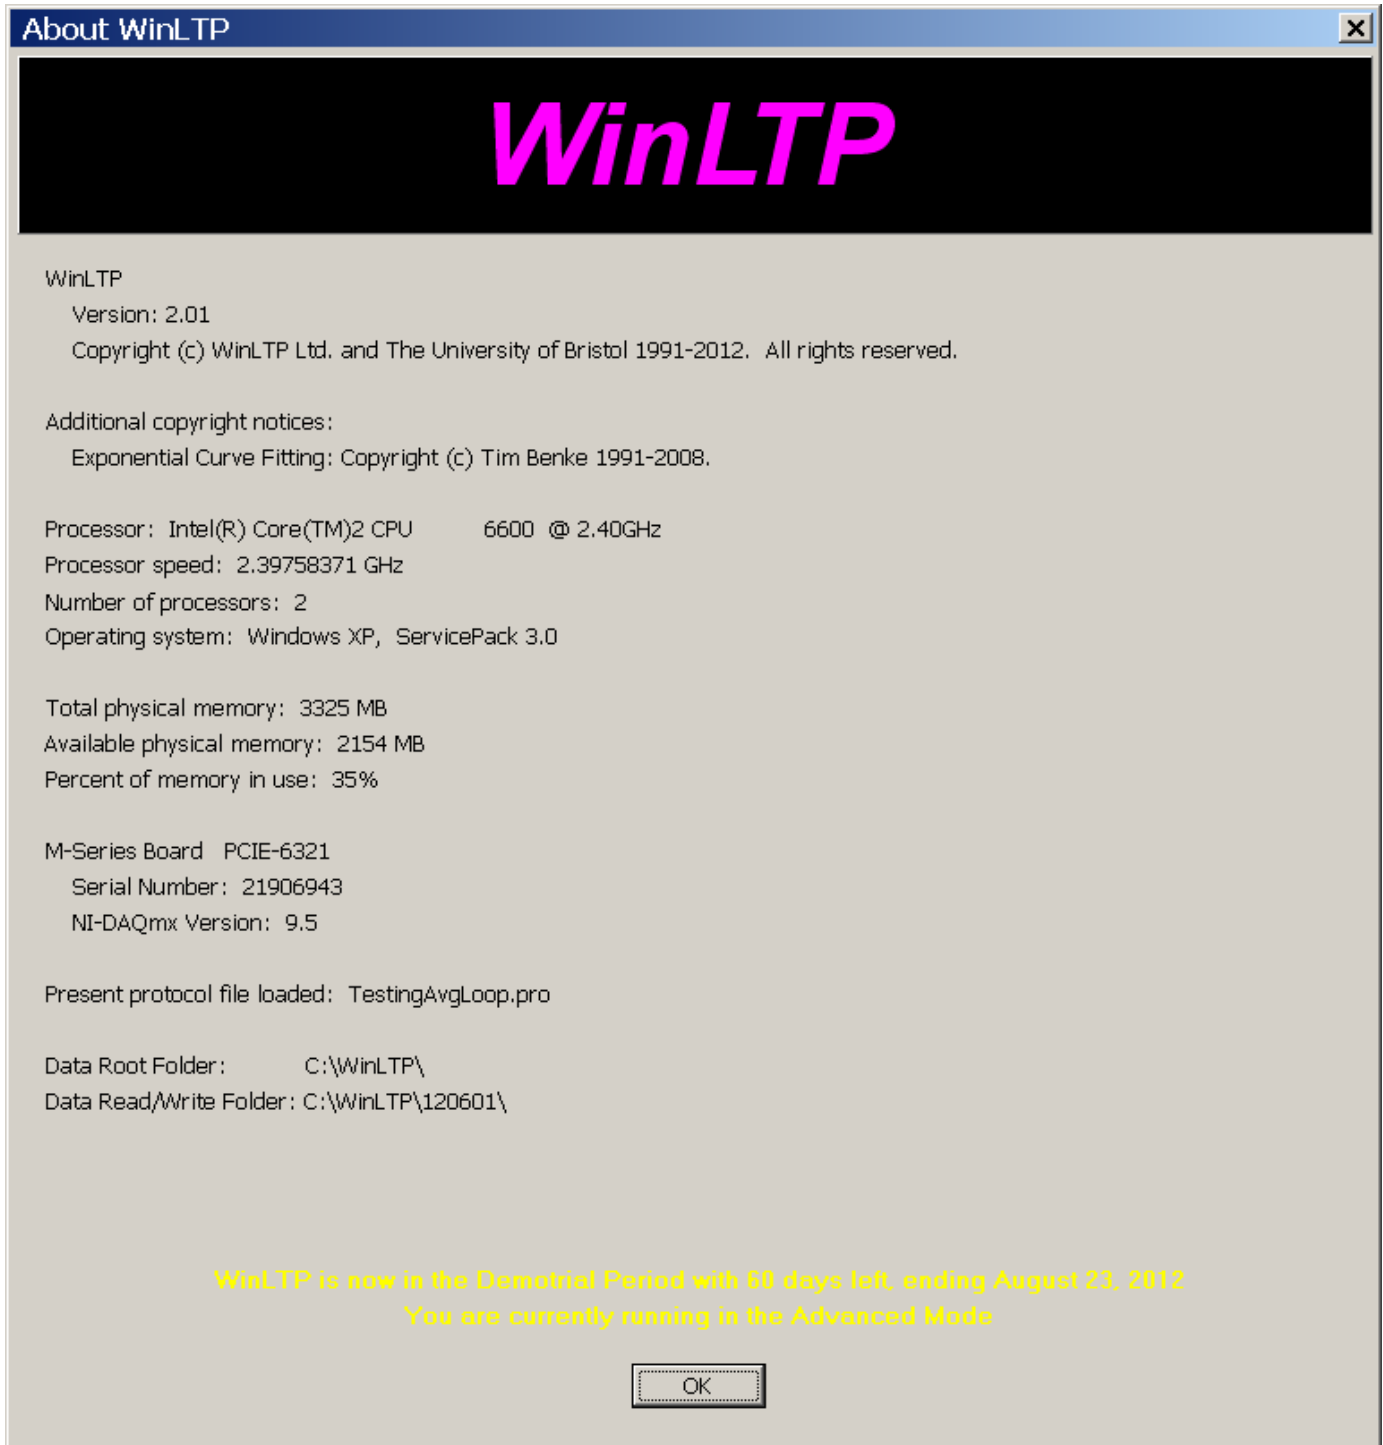 About WinLTP
WinLTP
WinLTP
Version: 2.01
Copyright (c) WinLTP Ltd. and The University of Bristol 1991-2012.  All rights reserved.
Additional copyright notices:
Exponential Curve Fitting: Copyright (c) Tim Benke 1991-2008.
Processor:  Intel(R) Core(TM)2 CPU         6600  @ 2.40GHz
Processor speed:  2.39758371 GHz
Number of processors:  2
Operating system:  Windows XP,  ServicePack 3.0
Total physical memory:  3325 MB
Available physical memory:  2154 MB
Percent of memory in use:  35%
M-Series Board   PCIE-6321
Serial Number:  21906943
NI-DAQmx Version:  9.5
Present protocol file loaded:  TestingAvgLoop.pro
Data Root Folder:          C:\WinLTP\
Data Read/Write Folder: C:\WinLTP\120601\
WinLTP is now in the Demotrial Period with 60 days left, ending August 23, 2012
You are currently running in the Advanced Mode
OK